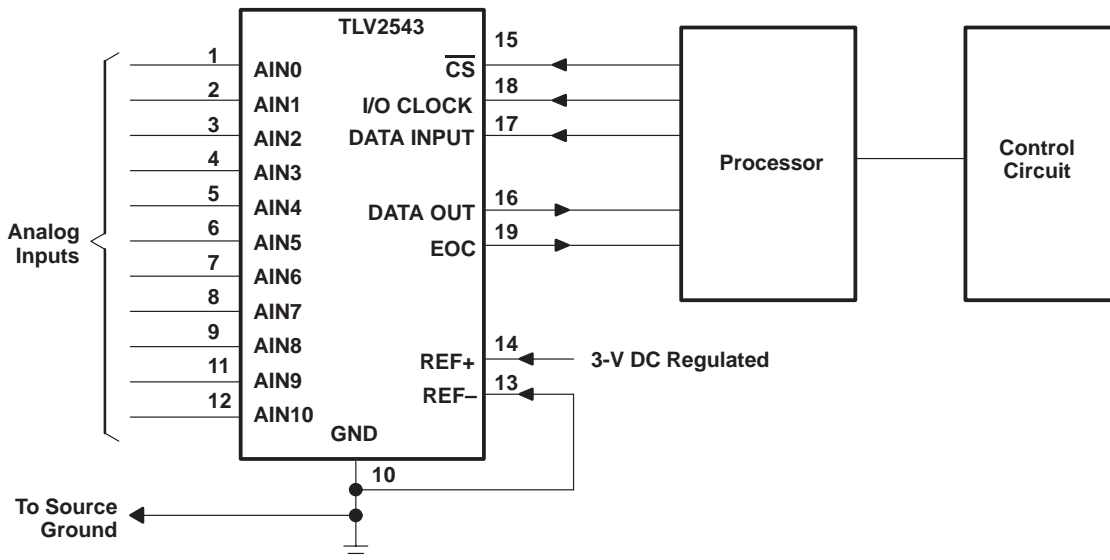 TLV2543
15
1
AIN0
CS
18
2
AIN1
I/O CLOCK
17
3
AIN2
DATA INPUT
4
AIN3
5
AIN4
DATA OUT
16
6
AIN5
EOC
19
7
AIN6
8
AIN7
9
AIN8
REF+
14
3-V DC Regulated
11
AIN9
REF–
13
12
AIN10
GND
10
Analog
Inputs
Processor
Control
Circuit
To Source
Ground